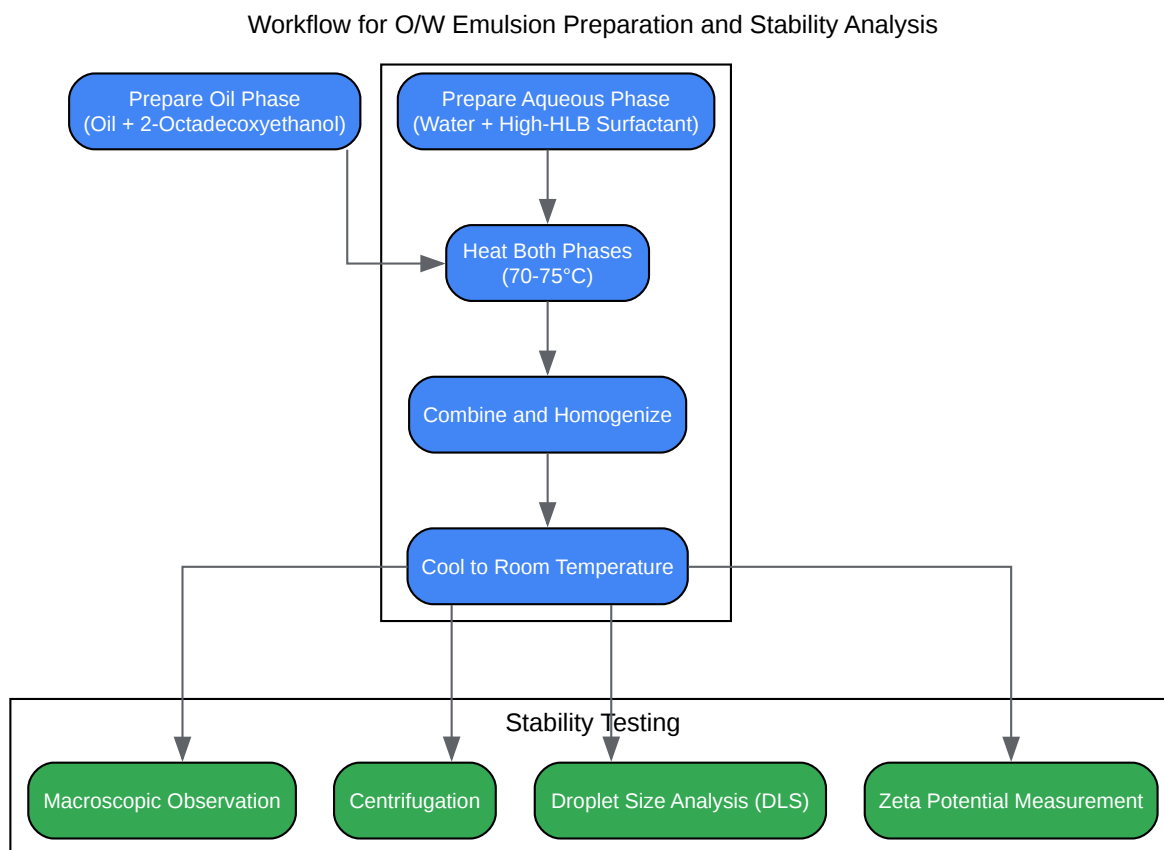 Workflow for O/W Emulsion Preparation and Stability Analysis
Prepare Oil Phase
(Oil + 2-Octadecoxyethanol)
Prepare Aqueous Phase
(Water + High-HLB Surfactant)
Heat Both Phases
(70-75°C)
Combine and Homogenize
Cool to Room Temperature
Stability Testing
Macroscopic Observation
Centrifugation
Droplet Size Analysis (DLS)
Zeta Potential Measurement